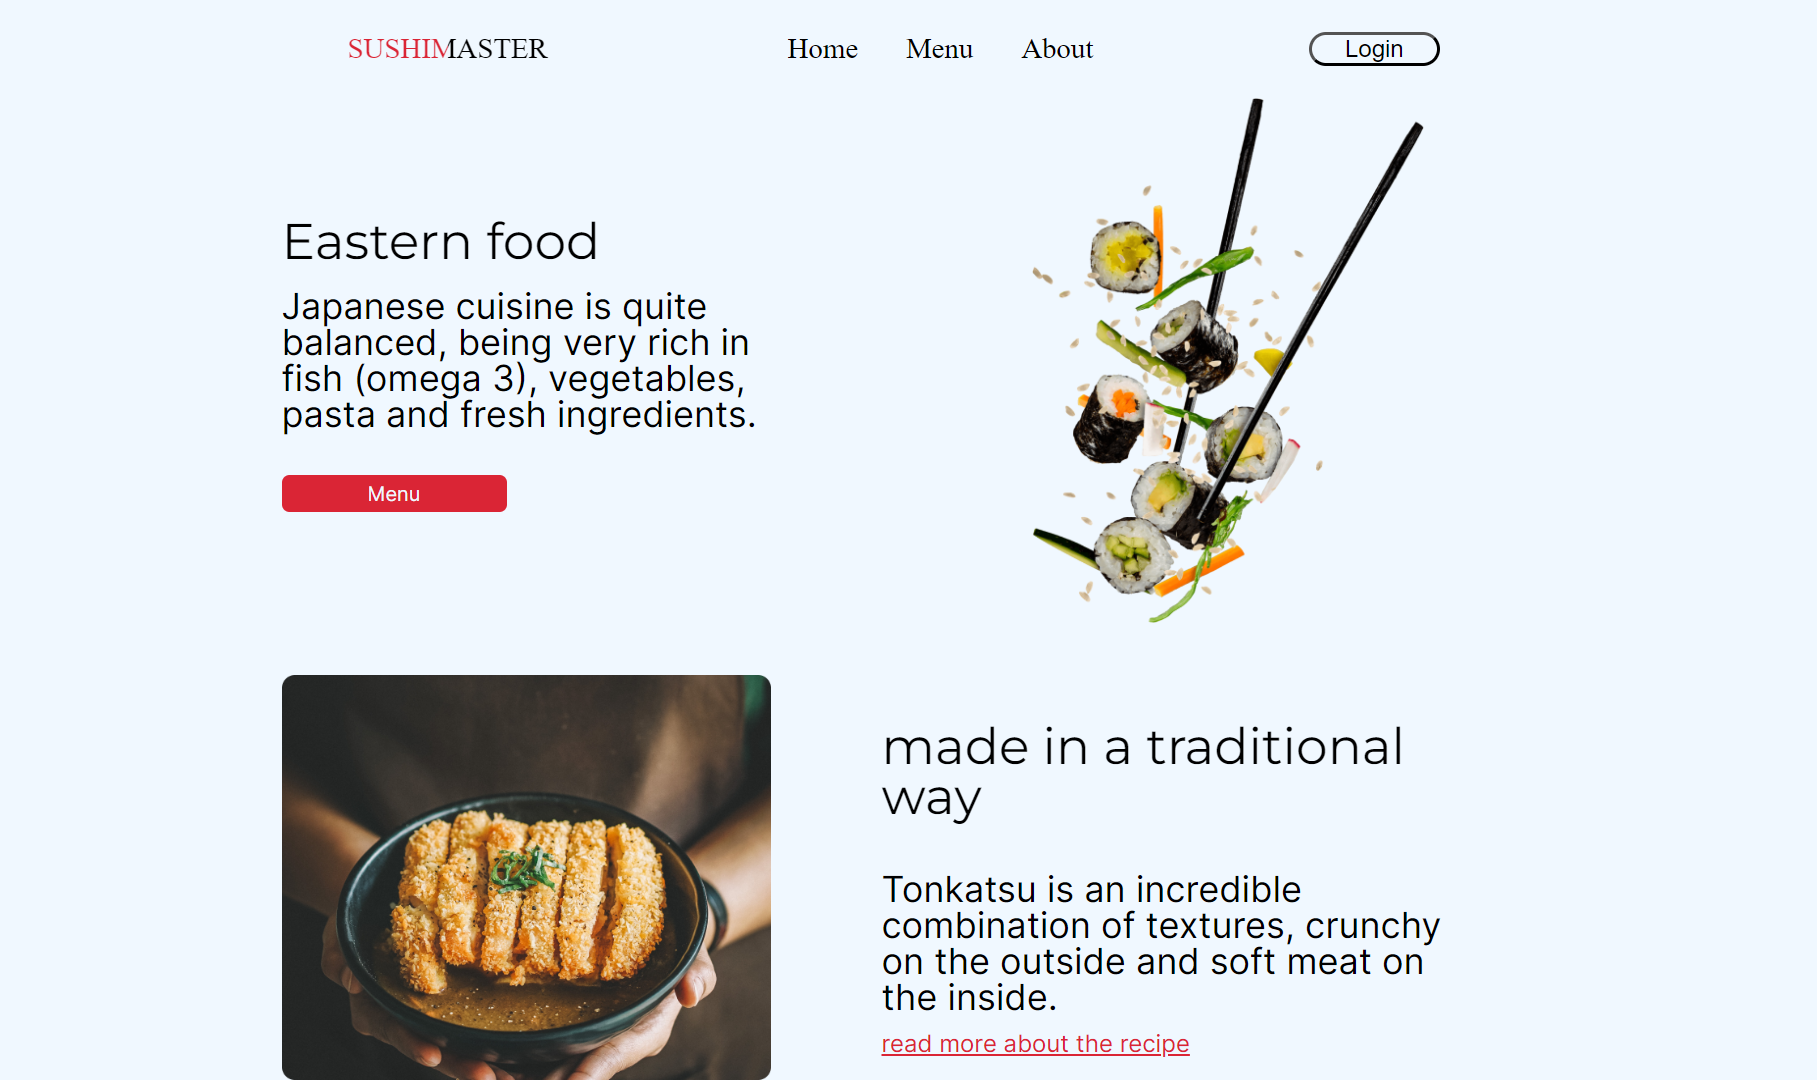 SUSHIMASTER
Home Menu About
Login
Eastern food
Japanese cuisine is quite
balanced, being very rich in
fish (omega 3), vegetables,
pasta and fresh ingredients.
Menu
made in a traditional
way
Tonkatsu is an incredible
combination of textures, crunchy
on the outside and soft meat on
the inside.
read more about the recipe